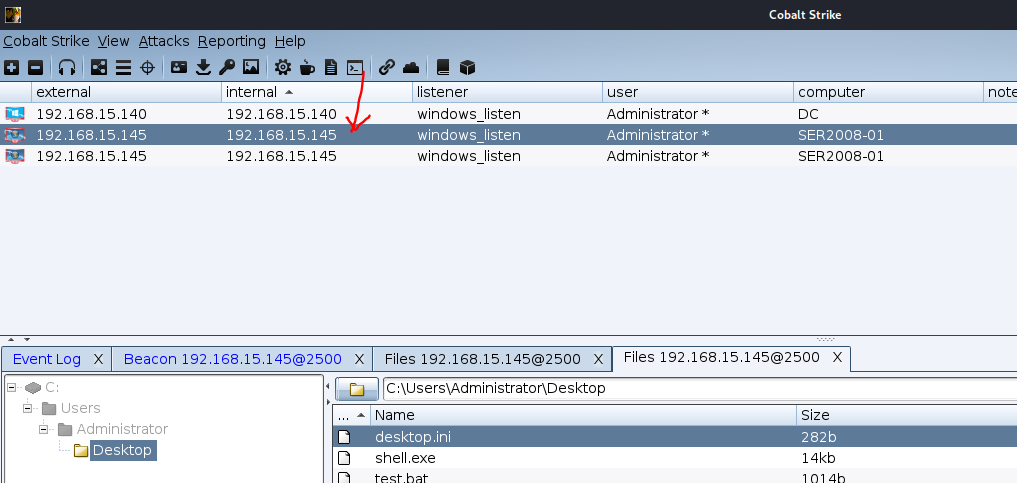 Cobalt Strike
Cobalt Strike View Attacks Reporting Help
external internal listener user computer note
192.168.15.140 192.168.15.140 windows_listen Administrator * DC
192.168.15.145 192.168.15.145 windows_listen Administrator * SER2008-01
192.168.15.145 192.168.15.145 windows_listen Administrator * SER2008-01
Event Log X Beacon 192.168.15.145@2500 X Files 192.168.15.145@2500 X Files 192.168.15.145@2500 X
C: C:\Users\Administrator\Desktop
Users ... Name Size
Administrator desktop.ini 282b
Desktop shell.exe 14kb
test.bat 1014b